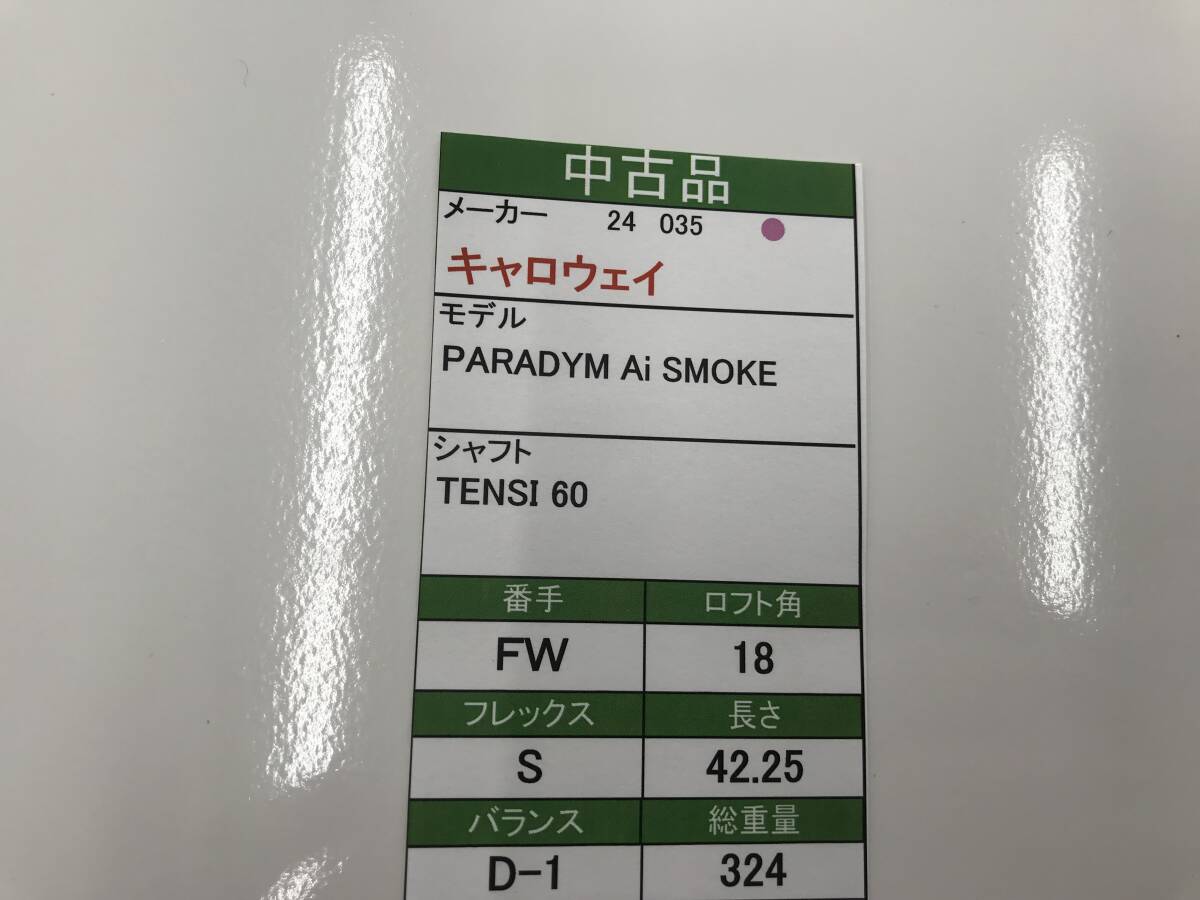 中古品
メーカー 24 035
キャロウェイ
モデル
PARADYM Ai SMOKE
シャフト
TENSI 60
番手 ロフト角
FW 18
フレックス 長さ
S 42.25
バランス 総重量
D-1 324